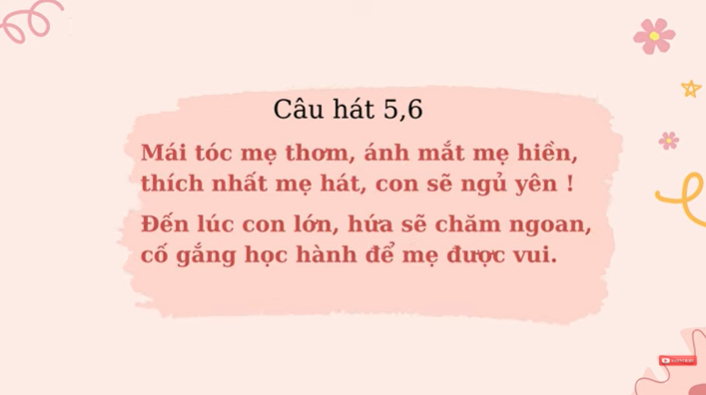 Câu hát 5,6
Mái tóc mẹ thơm, ánh mắt mẹ hiền,
thích nhất mẹ hát, con sẽ ngủ yên !
Đến lúc con lớn, hứa sẽ chăm ngoan,
cố gắng học hành để mẹ được vui.